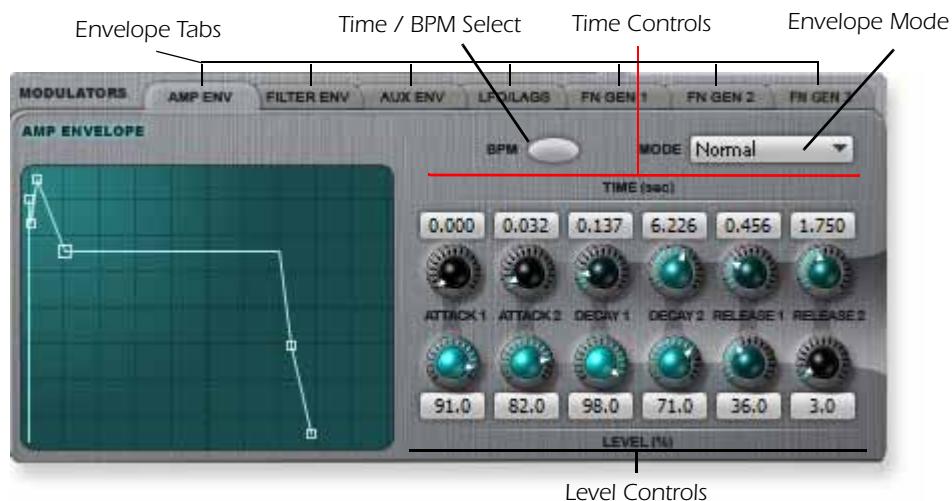 Envelope Tabs
Time / BPM Select
Time Controls
Envelope Mode
MODULATORS
AMP ENV
FILTER ENV
AUX ENV
LFO/LAGG
FN GEN 1
FN GEN 2
FN GEN
AMP ENVELOPE
BPM
MODE
Normal
TIME (sec)
0.000 0.032 0.137 6.226 0.456 1.750
ATTACK 1 ATTACK 2 DECAY 1 DECAY 2 RELEASE 1 RELEASE 2
91.0 82.0 98.0 71.0 36.0 3.0
LEVEL (%)
Level Controls